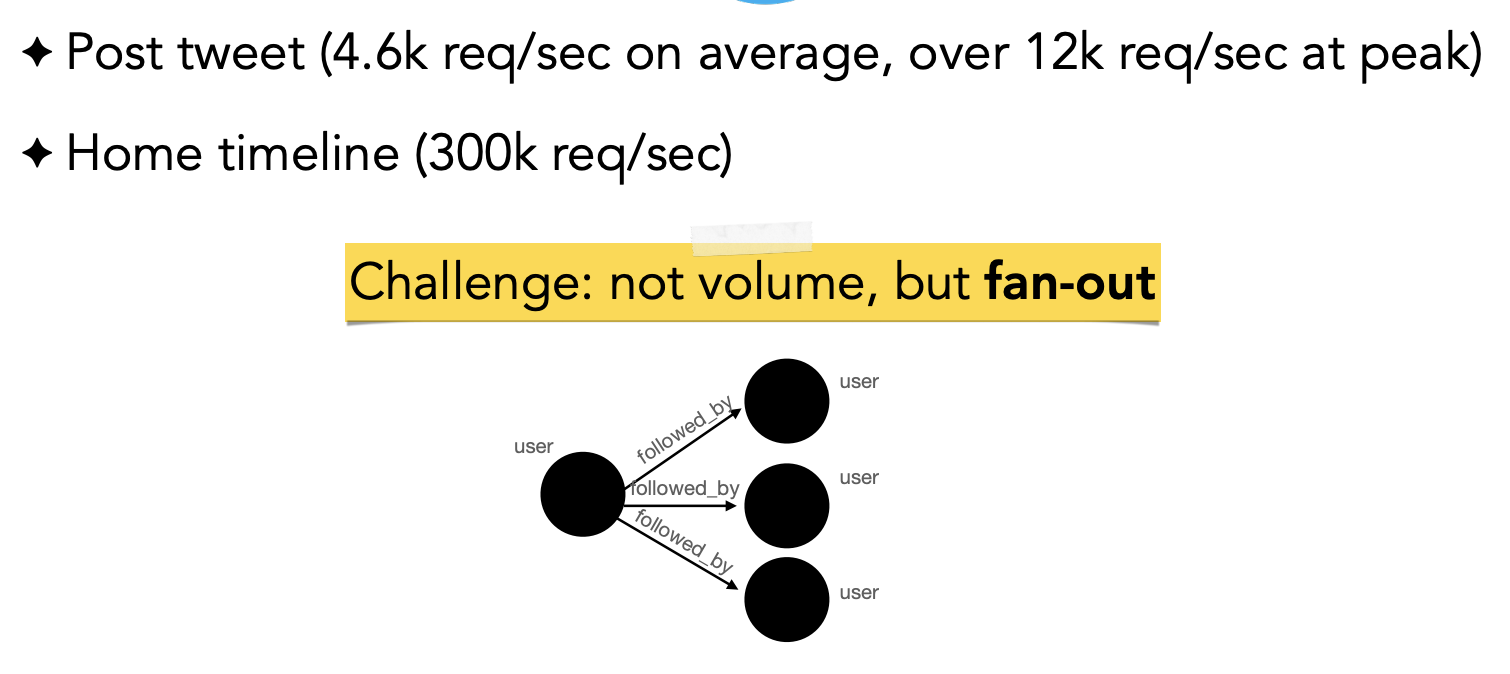 ✦ Post tweet (4.6k req/sec on average, over 12k req/sec at peak)
✦ Home timeline (300k req/sec)
Challenge: not volume, but fan-out
user
followed_by
user
followed_by
user
followed_by
user